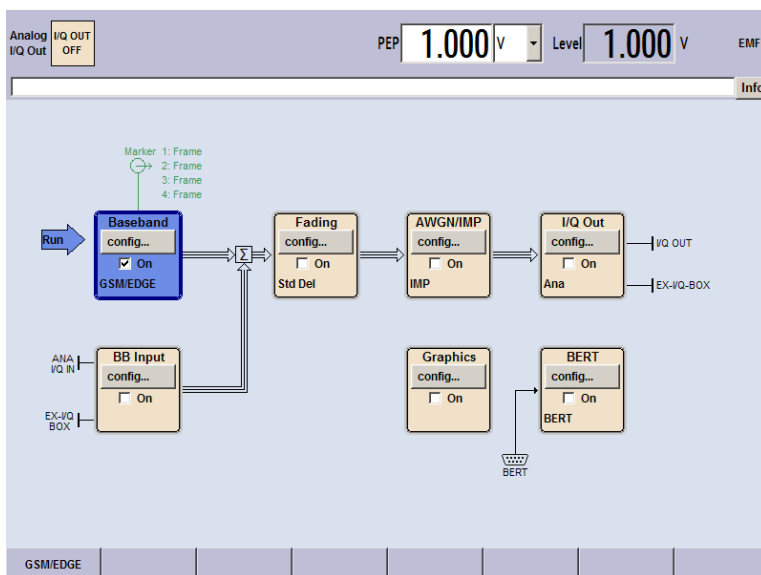 Analog I/Q OUT
I/Q Out OFF
PEP 1.000 V Level 1.000 V EMF
Info
Marker 1: Frame
2: Frame
3: Frame
4: Frame
Run
Baseband
config...
On
GSM/EDGE
Σ
Fading
config...
On
Std Del
AWGN/IMP
config...
On
IMP
I/Q Out
config...
On
Ana
I/Q OUT
EX-I/Q-BOX
ANA
I/Q IN
EX-I/Q
BOX
BB Input
config...
On
Graphics
config...
On
BERT
config...
On
BERT
BERT
GSM/EDGE